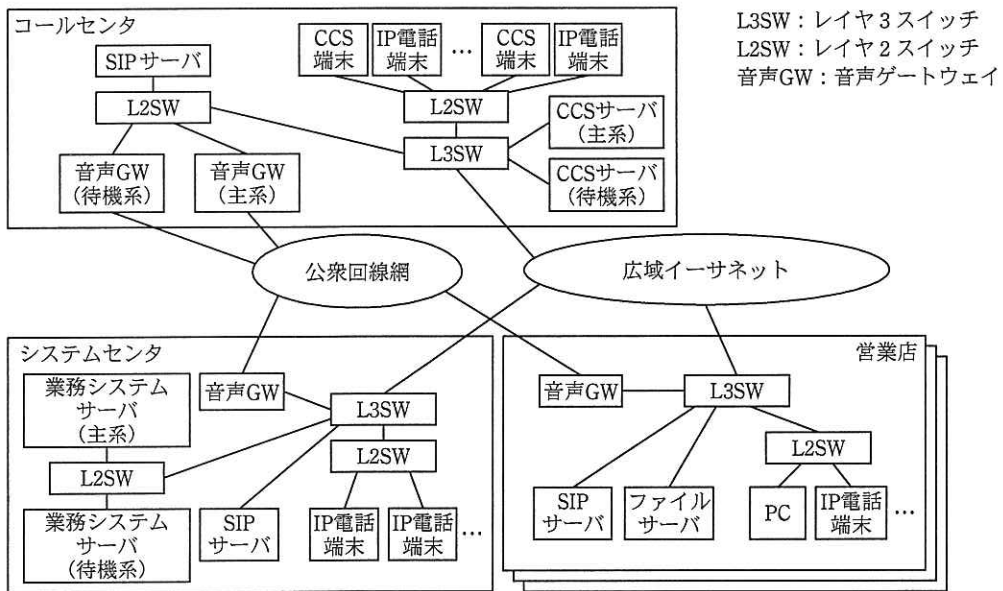 コールセンタ
SIPサーバ
L2SW
音声GW
(待機系)
音声GW
(主系)
CCS
端末
IP電話
端末
…
CCS
端末
IP電話
端末
L2SW
L3SW
CCSサーバ
(主系)
CCSサーバ
(待機系)
L3SW：レイヤ3スイッチ
L2SW：レイヤ2スイッチ
音声GW：音声ゲートウェイ
公衆回線網
広域イーサネット
システムセンタ
業務システム
サーバ
(主系)
L2SW
業務システム
サーバ
(待機系)
音声GW
L3SW
L2SW
SIP
サーバ
IP電話
端末
IP電話
端末
…
営業店
音声GW
L3SW
L2SW
SIP
サーバ
ファイル
サーバ
PC
IP電話
端末
…